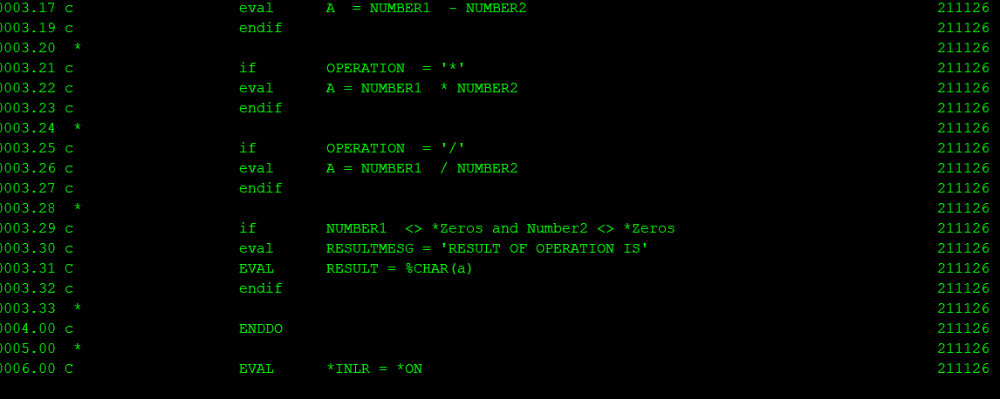 0003.17 c                   eval      A  = NUMBER1  - NUMBER2                                               211126
0003.19 c                   endif                                                                           211126
0003.20  *                                                                                                  211126
0003.21 c                   if        OPERATION  = '*'                                                      211126
0003.22 c                   eval      A = NUMBER1  * NUMBER2                                                211126
0003.23 c                   endif                                                                           211126
0003.24  *                                                                                                  211126
0003.25 c                   if        OPERATION  = '/'                                                      211126
0003.26 c                   eval      A = NUMBER1  / NUMBER2                                                211126
0003.27 c                   endif                                                                           211126
0003.28  *                                                                                                  211126
0003.29 c                   if        NUMBER1  <> *Zeros and Number2 <> *Zeros                              211126
0003.30 c                   eval      RESULTMESG = 'RESULT OF OPERATION IS'                                 211126
0003.31 C                   EVAL      RESULT = %CHAR(a)                                                     211126
0003.32 c                   endif                                                                           211126
0003.33  *                                                                                                  211126
0004.00 c                   ENDDO                                                                           211126
0005.00  *                                                                                                  211126
0006.00 C                   EVAL      *INLR = *ON                                                           211126